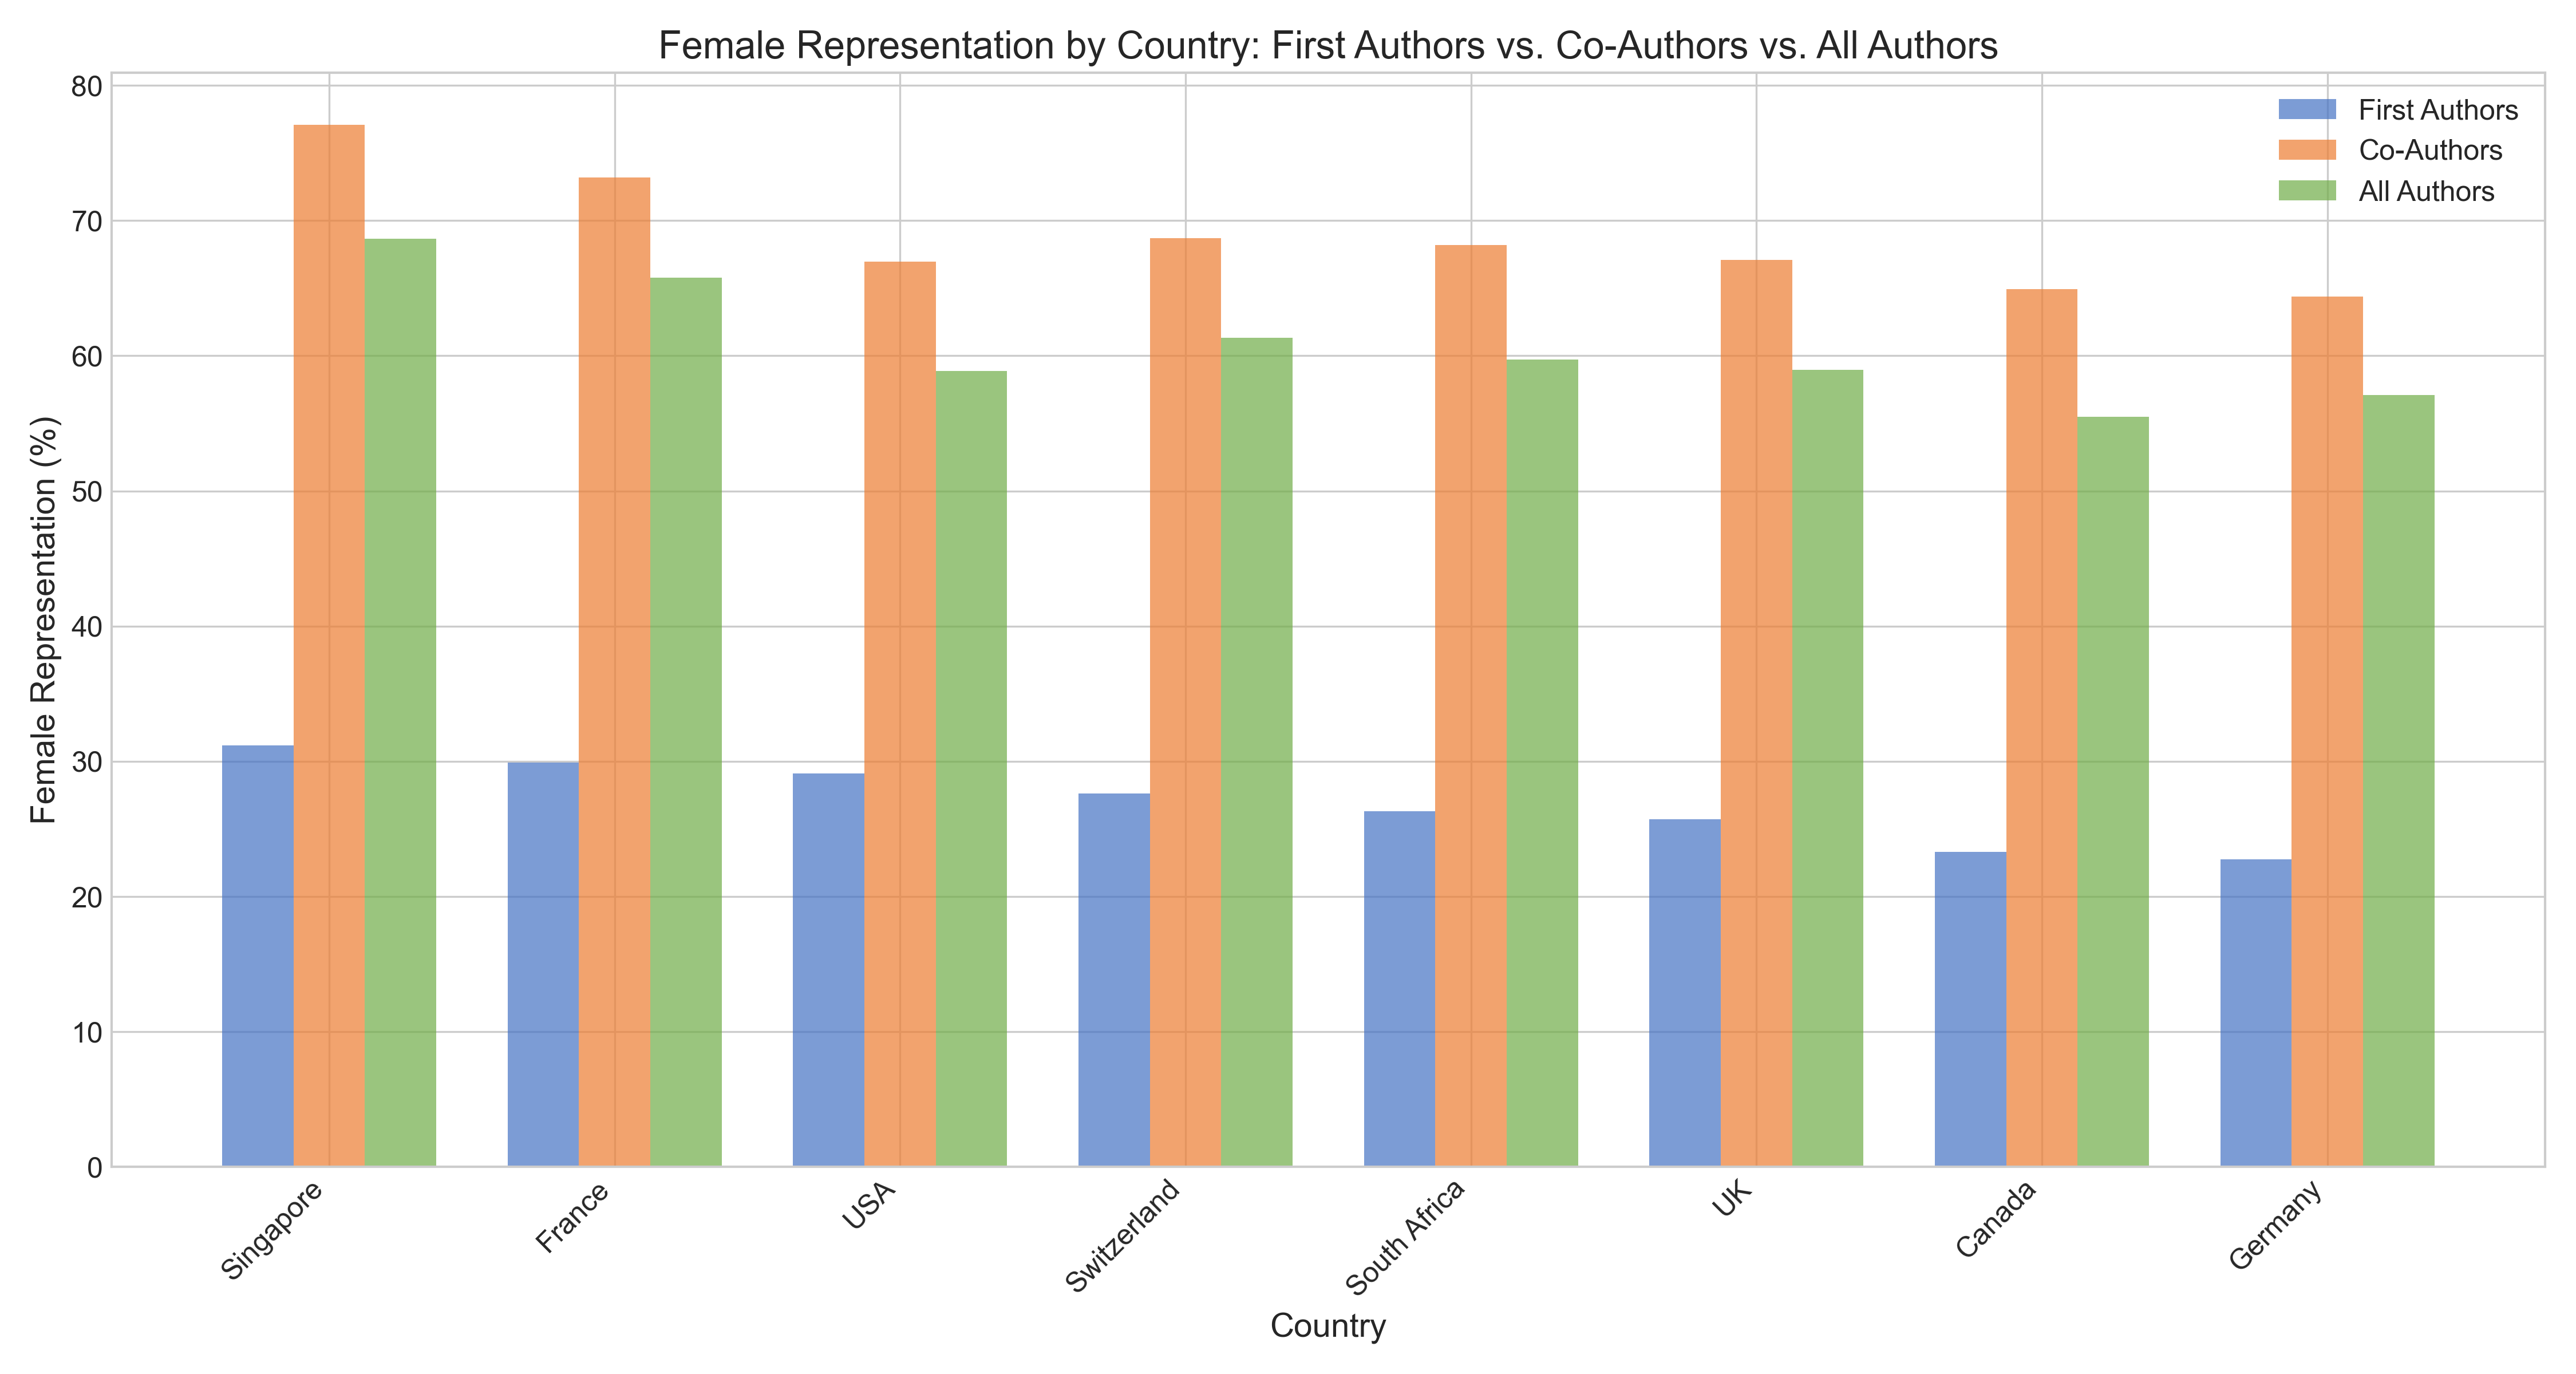 Female Representation by Country: First Authors vs. Co-Authors vs. All Authors
First Authors
Co-Authors
All Authors
Female Representation (%)
80
70
60
50
40
30
20
10
0
Singapore
France
USA
Switzerland
South Africa
UK
Canada
Germany
Country